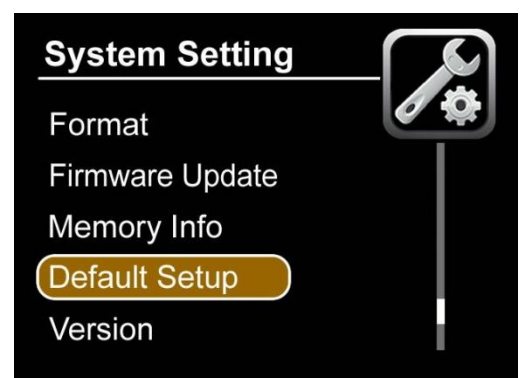 System Setting
Format
Firmware Update
Memory Info
Default Setup
Version